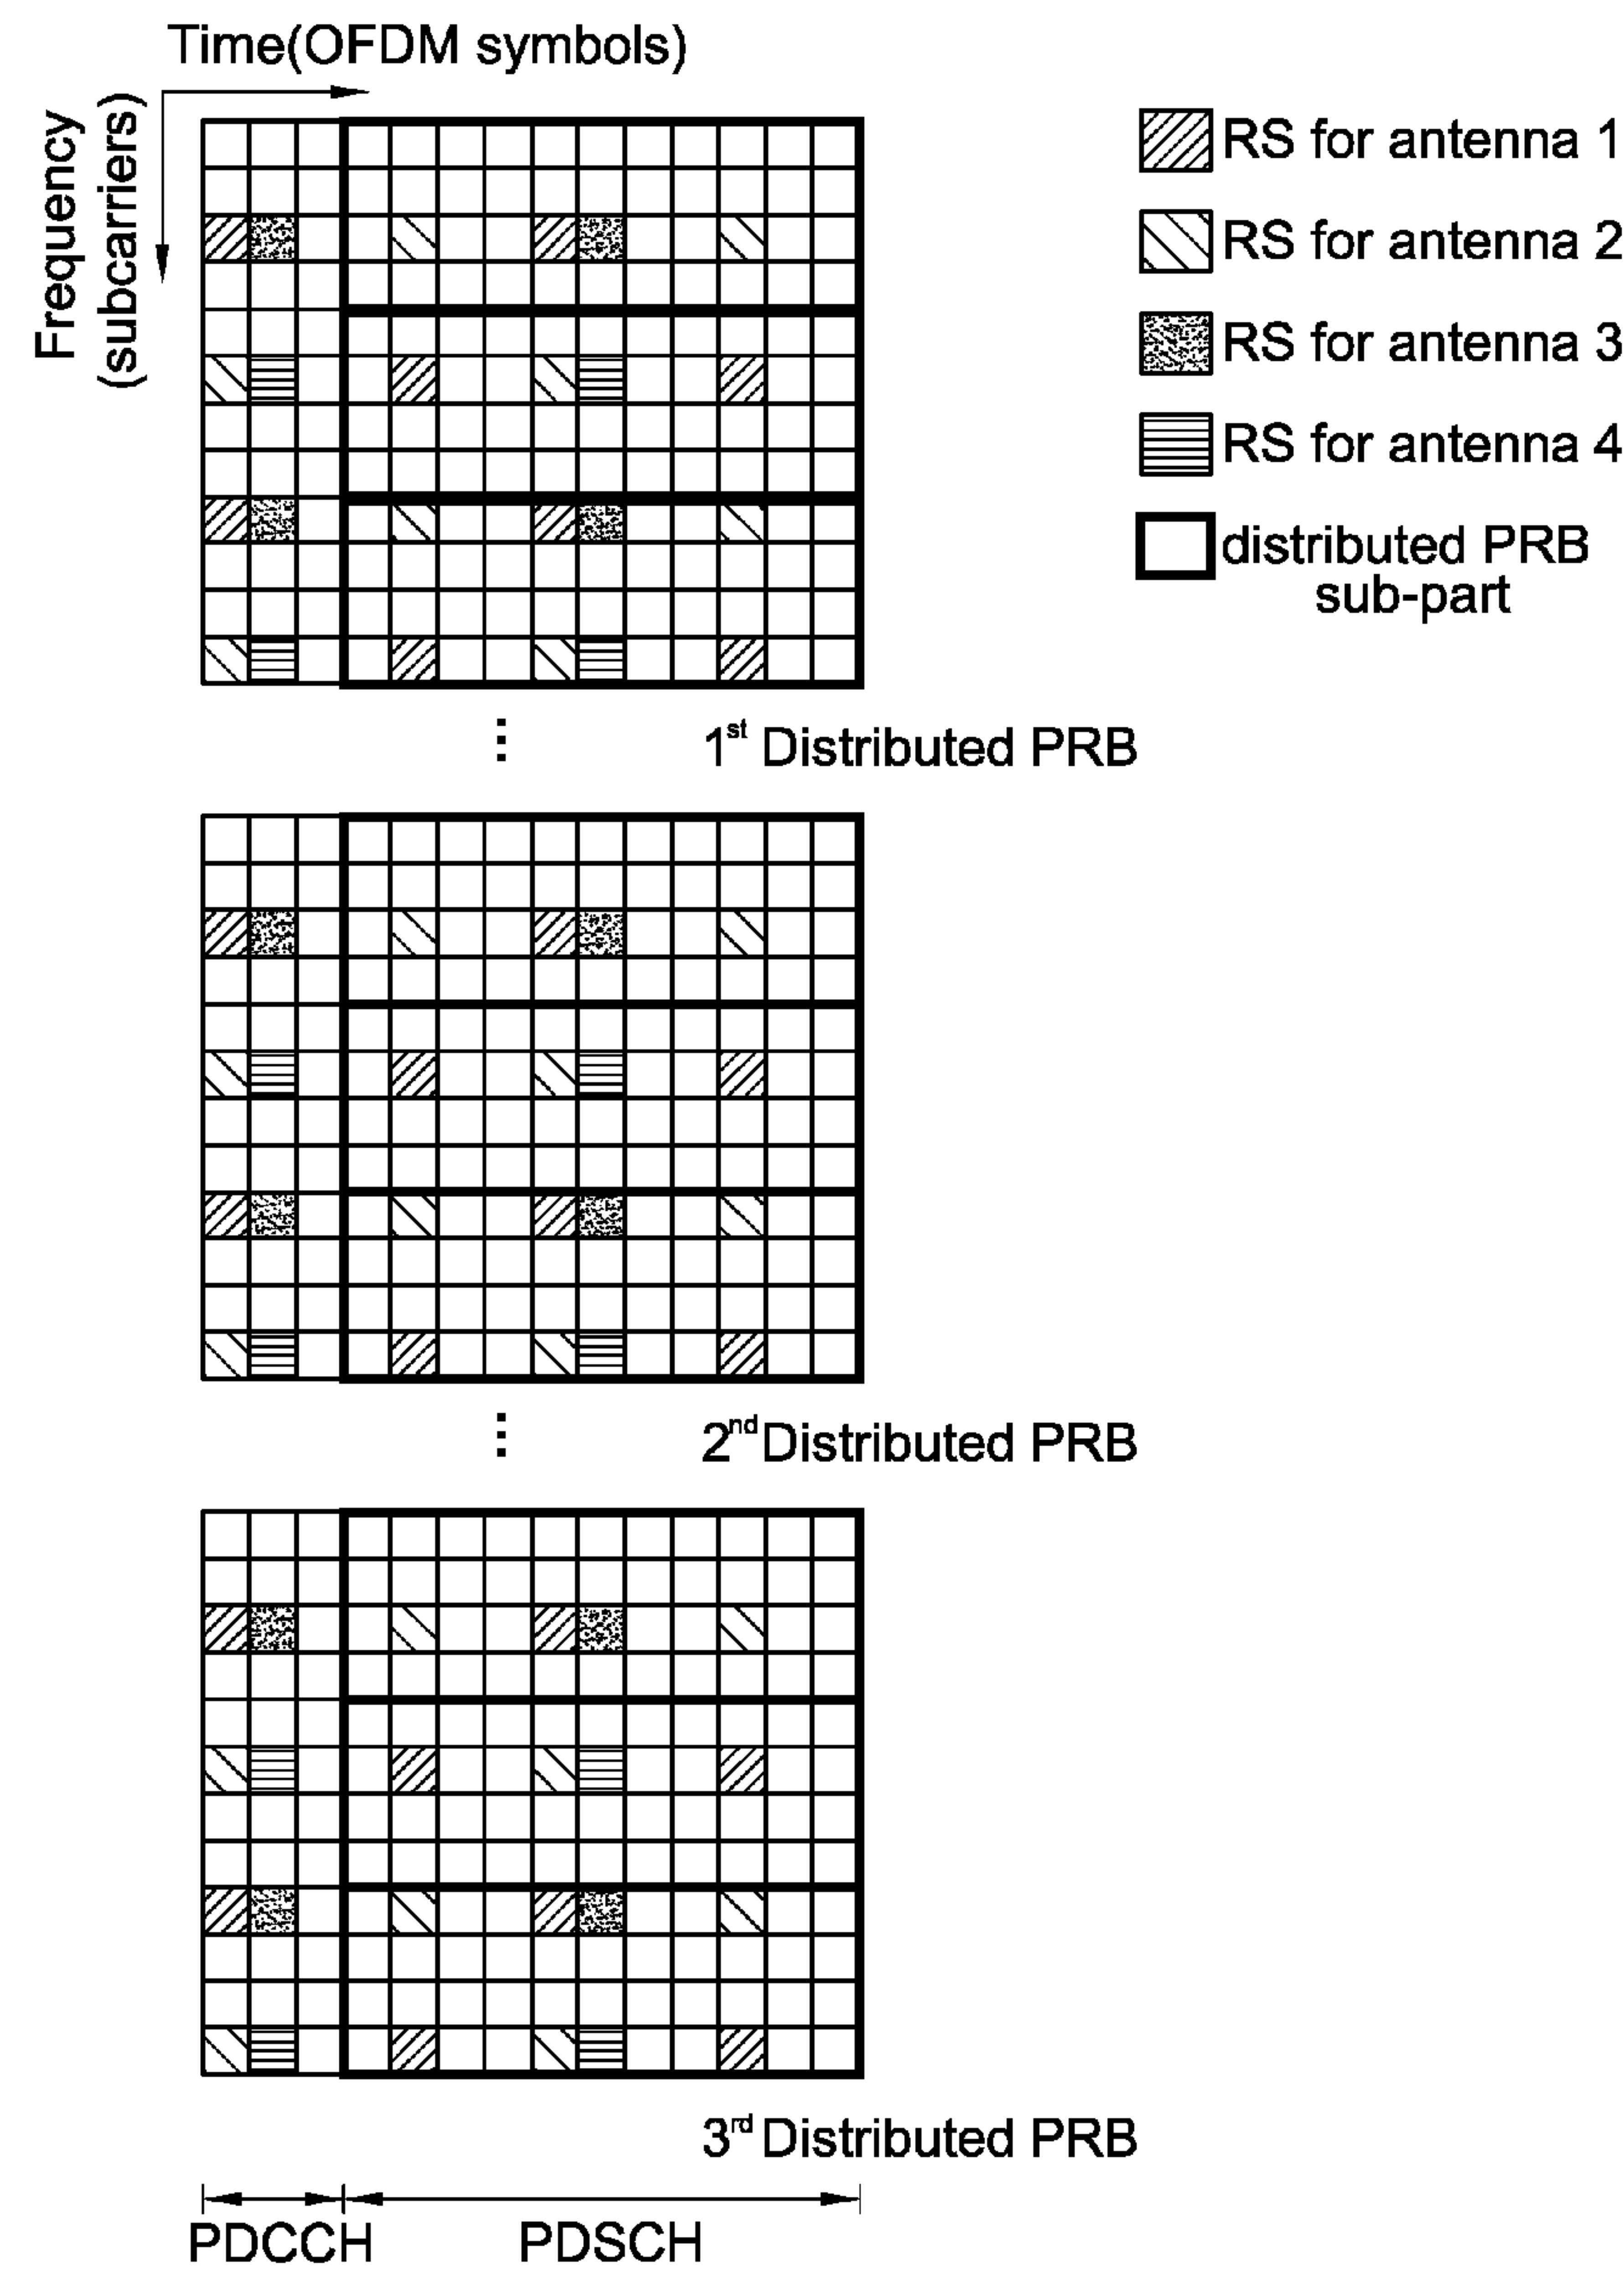 Time(OFDM symbols)
Frequency
(subcarriers)
RS for antenna 1
RS for antenna 2
RS for antenna 3
RS for antenna 4
distributed PRB
sub-part
1st Distributed PRB
2nd Distributed PRB
3rd Distributed PRB
PDCCH
PDSCH